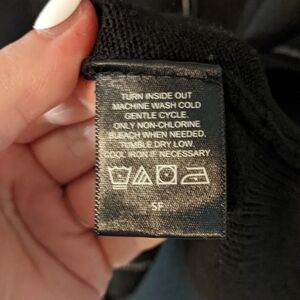 TURN INSIDE OUT
MACHINE WASH COLD
GENTLE CYCLE.
ONLY NON-CHLORINE
BLEACH WHEN NEEDED.
TUMBLE DRY LOW.
COOL IRON IF NECESSARY
SF